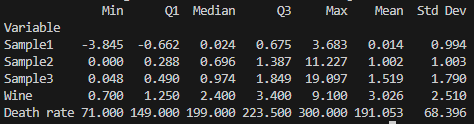 Min Q1 Median Q3 Max Mean Std Dev
Variable
Sample1 -3.845 -0.662 0.024 0.675 3.683 0.014 0.994
Sample2 0.000 0.288 0.696 1.387 11.227 1.002 1.003
Sample3 0.048 0.490 0.974 1.849 19.097 1.519 1.790
Wine 0.700 1.250 2.400 3.400 9.100 3.026 2.510
Death rate 71.000 149.000 199.000 223.500 300.000 191.053 68.396